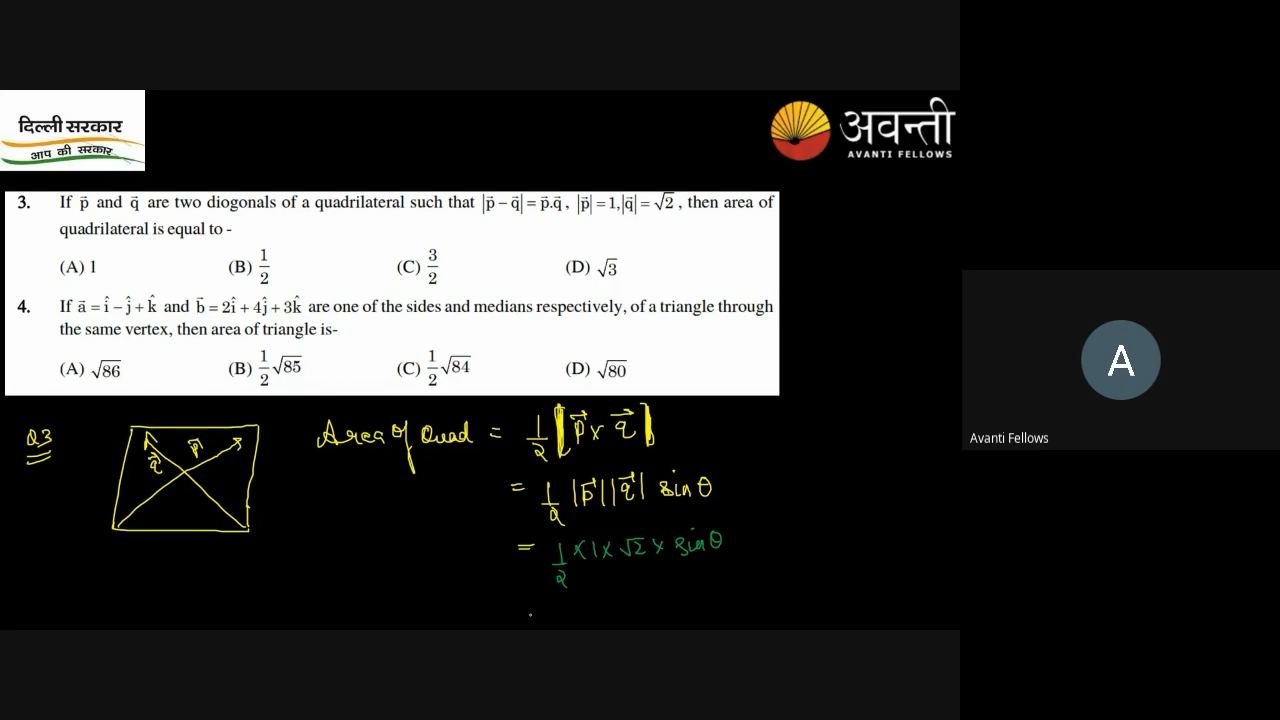 दिल्ली सरकार
आप की सरकार
अवन्ती
AVANTI FELLOWS
3. If p⃗ and q⃗ are two diogonals of a quadrilateral such that |p⃗ − q⃗| = p⃗.q⃗, |p⃗| = 1, |q⃗| = √2, then area of
quadrilateral is equal to -
(A) 1 (B) 1/2 (C) 3/2 (D) √3
4. If a⃗ = î − ĵ + k̂ and b⃗ = 2î + 4ĵ + 3k̂ are one of the sides and medians respectively, of a triangle through
the same vertex, then area of triangle is-
(A) √86 (B) 1/2 √85 (C) 1/2 √84 (D) √80
Q3
q⃗ p⃗
Area of Quad = 1/2 |p⃗ × q⃗|
= 1/2 |p⃗||q⃗| sin θ
= 1/2 × 1 × √2 × sin θ
A
Avanti Fellows